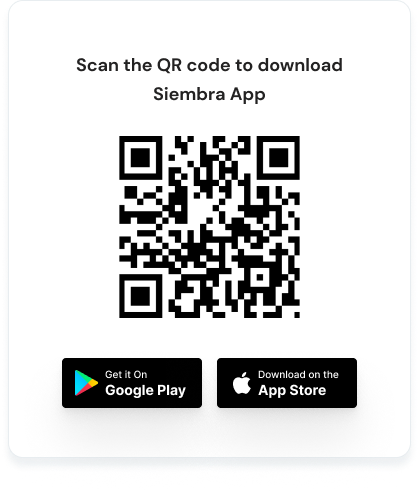 Scan the QR code to download
Siembra App
Get it On
Google Play
Download on the
App Store